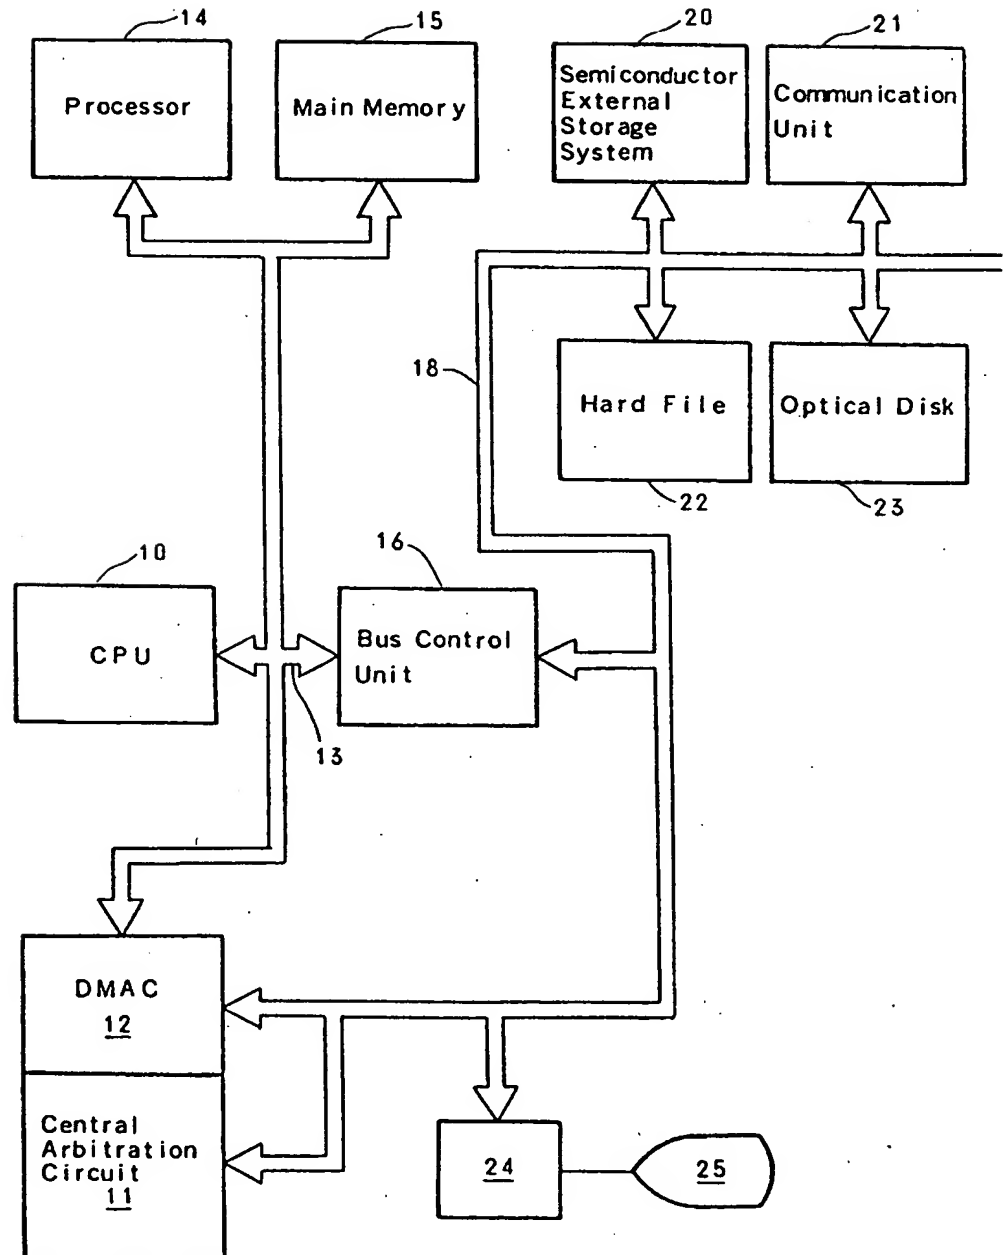 14
15
20
21
Processor
Main Memory
Semiconductor
External
Storage
System
Communication
Unit
18
Hard File
Optical Disk
22
23
10
16
CPU
Bus Control
Unit
13
DMAC
12
Central
Arbitration
Circuit
11
24
25